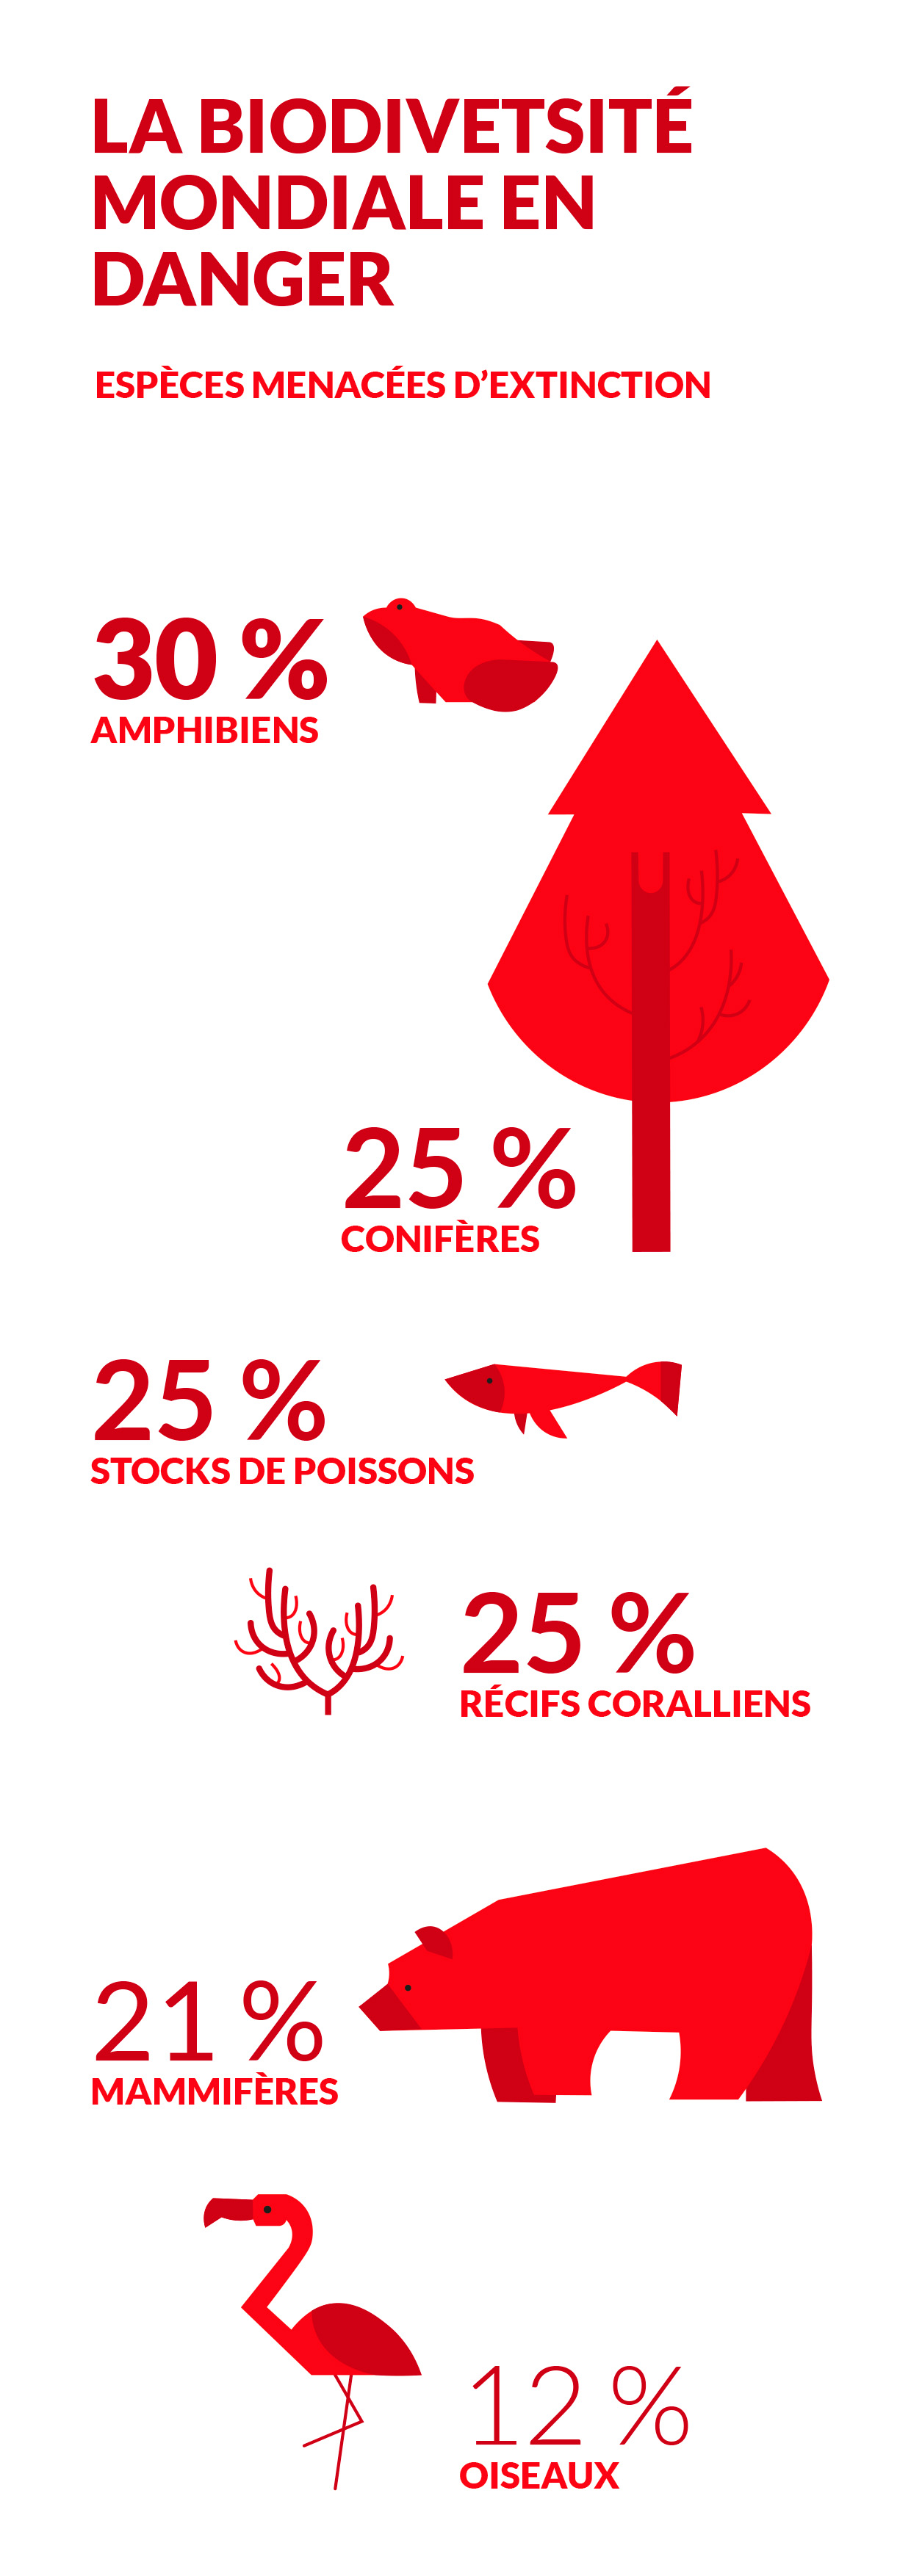 LA BIODIVETSITÉ
MONDIALE EN
DANGER
ESPÈCES MENACÉES D’EXTINCTION
30 %
AMPHIBIENS
25 %
CONIFÈRES
25 %
STOCKS DE POISSONS
25 %
RÉCIFS CORALLIENS
21 %
MAMMIFÈRES
12 %
OISEAUX